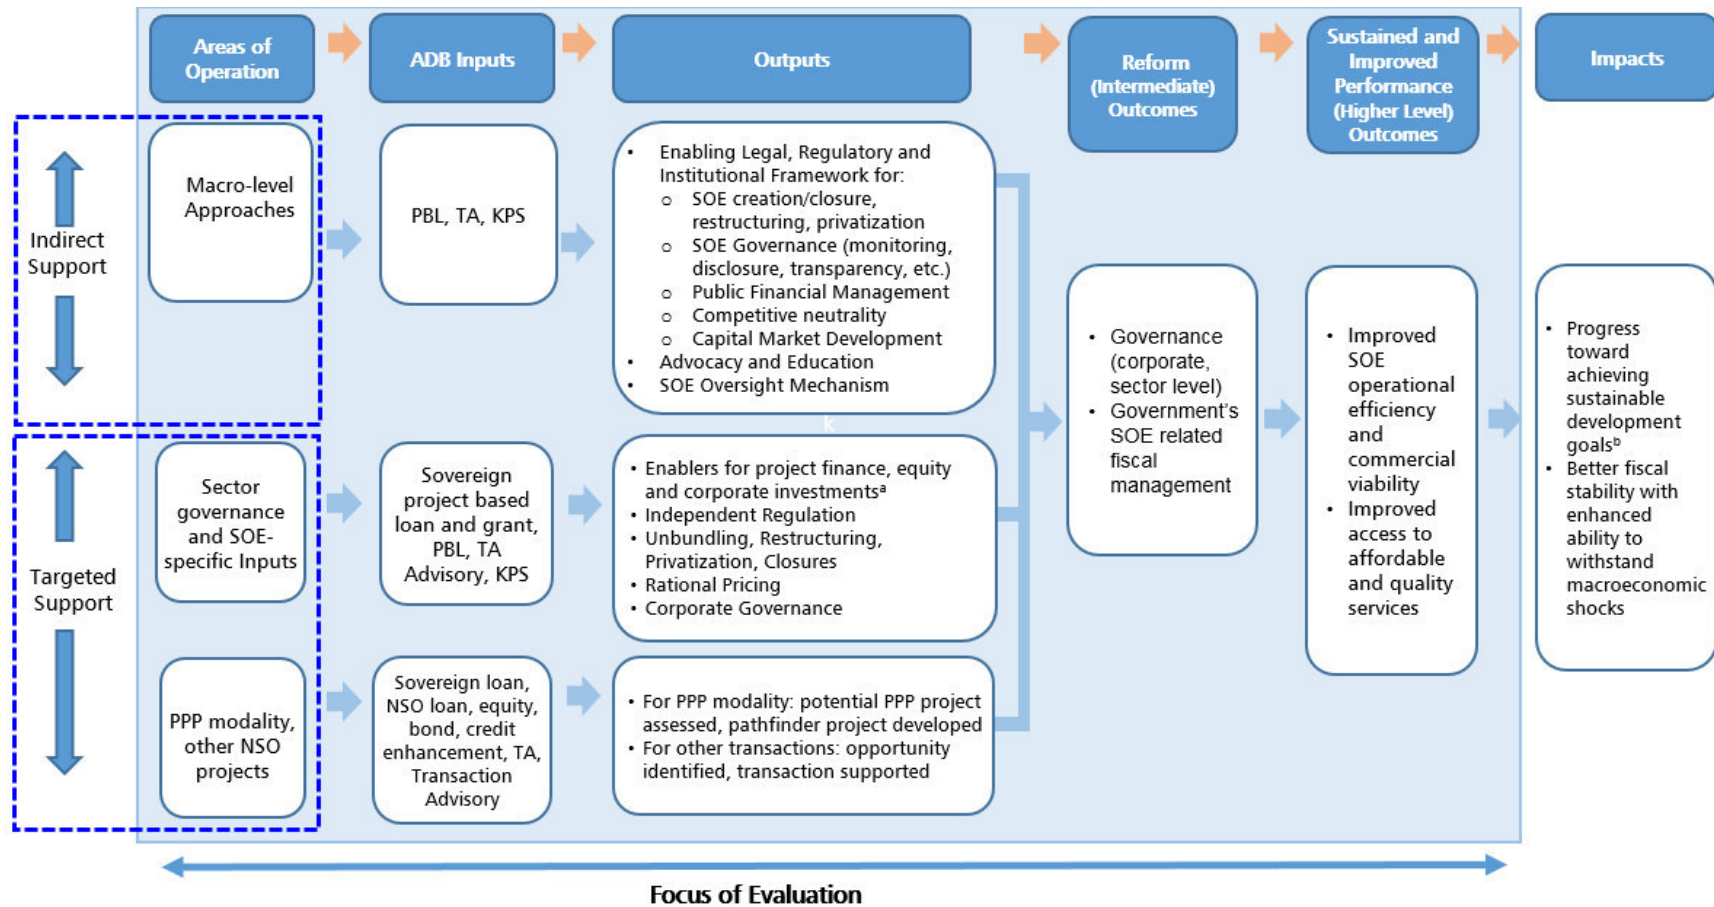 Areas of
Operation
ADB Inputs
Outputs
Reform
(Intermediate)
Outcomes
Sustained and
Improved
Performance
(Higher Level)
Outcomes
Impacts
Indirect
Support
Macro-level
Approaches
PBL, TA, KPS
• Enabling Legal, Regulatory and
Institutional Framework for:
o SOE creation/closure,
restructuring, privatization
o SOE Governance (monitoring,
disclosure, transparency, etc.)
o Public Financial Management
o Competitive neutrality
o Capital Market Development
• Advocacy and Education
• SOE Oversight Mechanism
k
Targeted
Support
Sector
governance
and SOE-
specific Inputs
Sovereign
project based
loan and grant,
PBL, TA
Advisory, KPS
• Enablers for project finance, equity
and corporate investmentsᵃ
• Independent Regulation
• Unbundling, Restructuring,
Privatization, Closures
• Rational Pricing
• Corporate Governance
PPP modality,
other NSO
projects
Sovereign loan,
NSO loan, equity,
bond, credit
enhancement, TA,
Transaction
Advisory
• For PPP modality: potential PPP project
assessed, pathfinder project developed
• For other transactions: opportunity
identified, transaction supported
• Governance
(corporate,
sector level)
• Government’s
SOE related
fiscal
management
• Improved
SOE
operational
efficiency
and
commercial
viability
• Improved
access to
affordable
and quality
services
• Progress
toward
achieving
sustainable
development
goalsᵇ
• Better fiscal
stability with
enhanced
ability to
withstand
macroeconomic
shocks
Focus of Evaluation